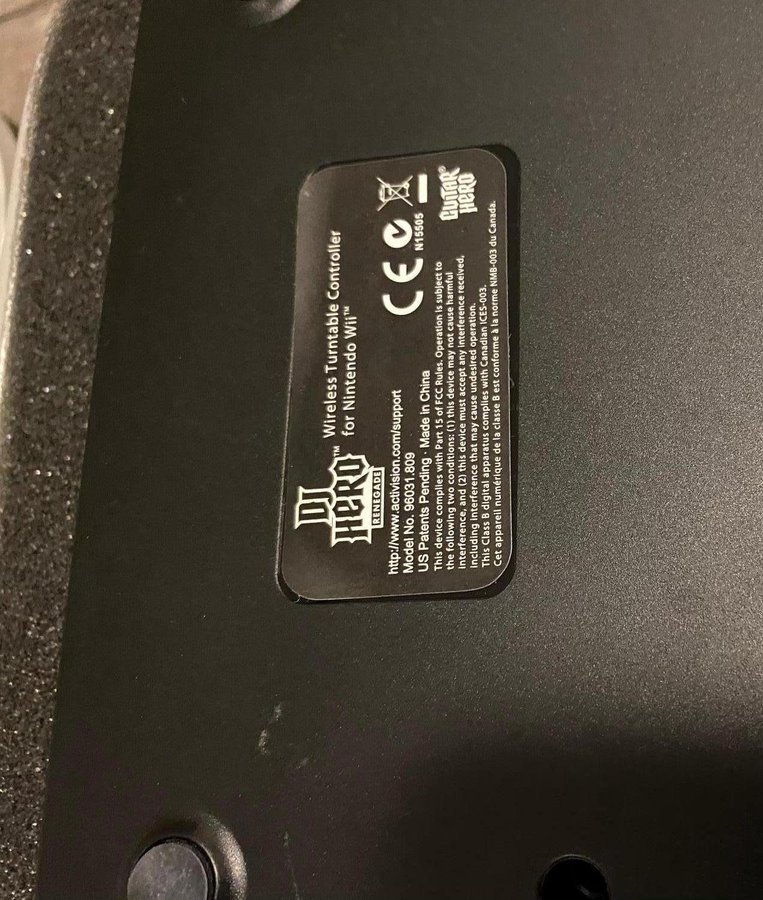 DJ
HERO™
RENEGADE
Wireless Turntable Controller
for Nintendo Wii™
http://www.activision.com/support
Model No. 96031.809
US Patents Pending · Made in China
This device complies with Part 15 of FCC Rules. Operation is subject to
the following two conditions: (1) this device may not cause harmful
interference, and (2) this device must accept any interference received,
including interference that may cause undesired operation.
This Class B digital apparatus complies with Canadian ICES-003.
Cet appareil numérique de la classe B est conforme à la norme NMB-003 du Canada.
CE
N15505
GUITAR
HERO®